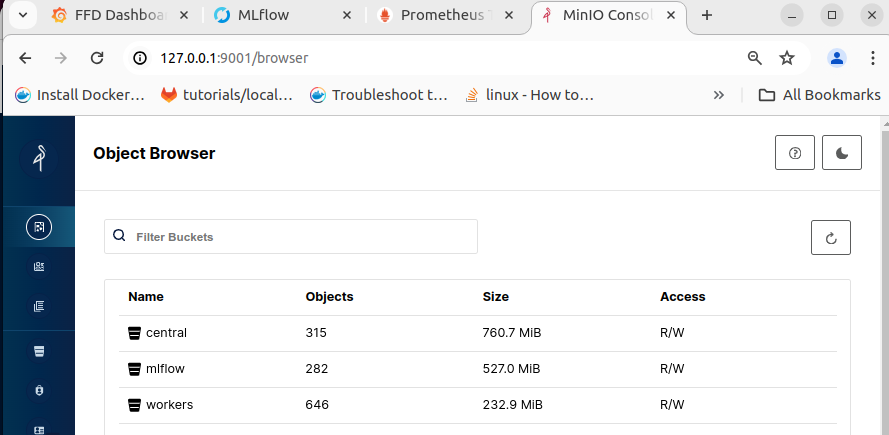 FFD Dashboa
MLflow
Prometheus T
MinIO Consol
127.0.0.1:9001/browser
Install Docker…
tutorials/local…
Troubleshoot t…
linux - How to…
All Bookmarks
Object Browser
Filter Buckets
Name Objects Size Access
central 315 760.7 MiB R/W
mlflow 282 527.0 MiB R/W
workers 646 232.9 MiB R/W